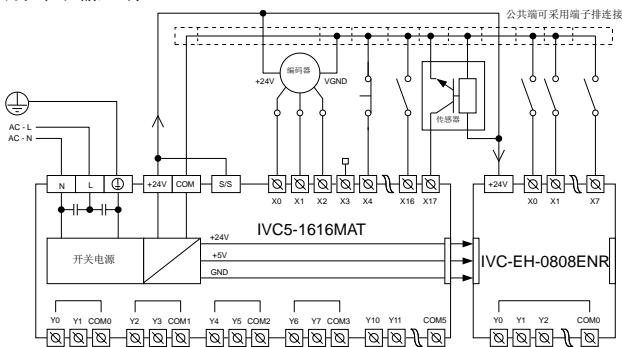 公共端可采用端子排连接
编码器
+24V
VGND
+24V
传感器
AC - L
AC - N
N
L
+24V
COM
S/S
X0
X1
X2
X3
X4
X16
X17
+24V
X0
X1
X7
IVC5-1616MAT
IVC-EH-0808ENR
开关电源
+24V
+5V
GND
Y0
Y1
COM0
Y2
Y3
COM1
Y4
Y5
COM2
Y6
Y7
COM3
Y10
Y11
COM5
Y0
Y1
Y2
COM0